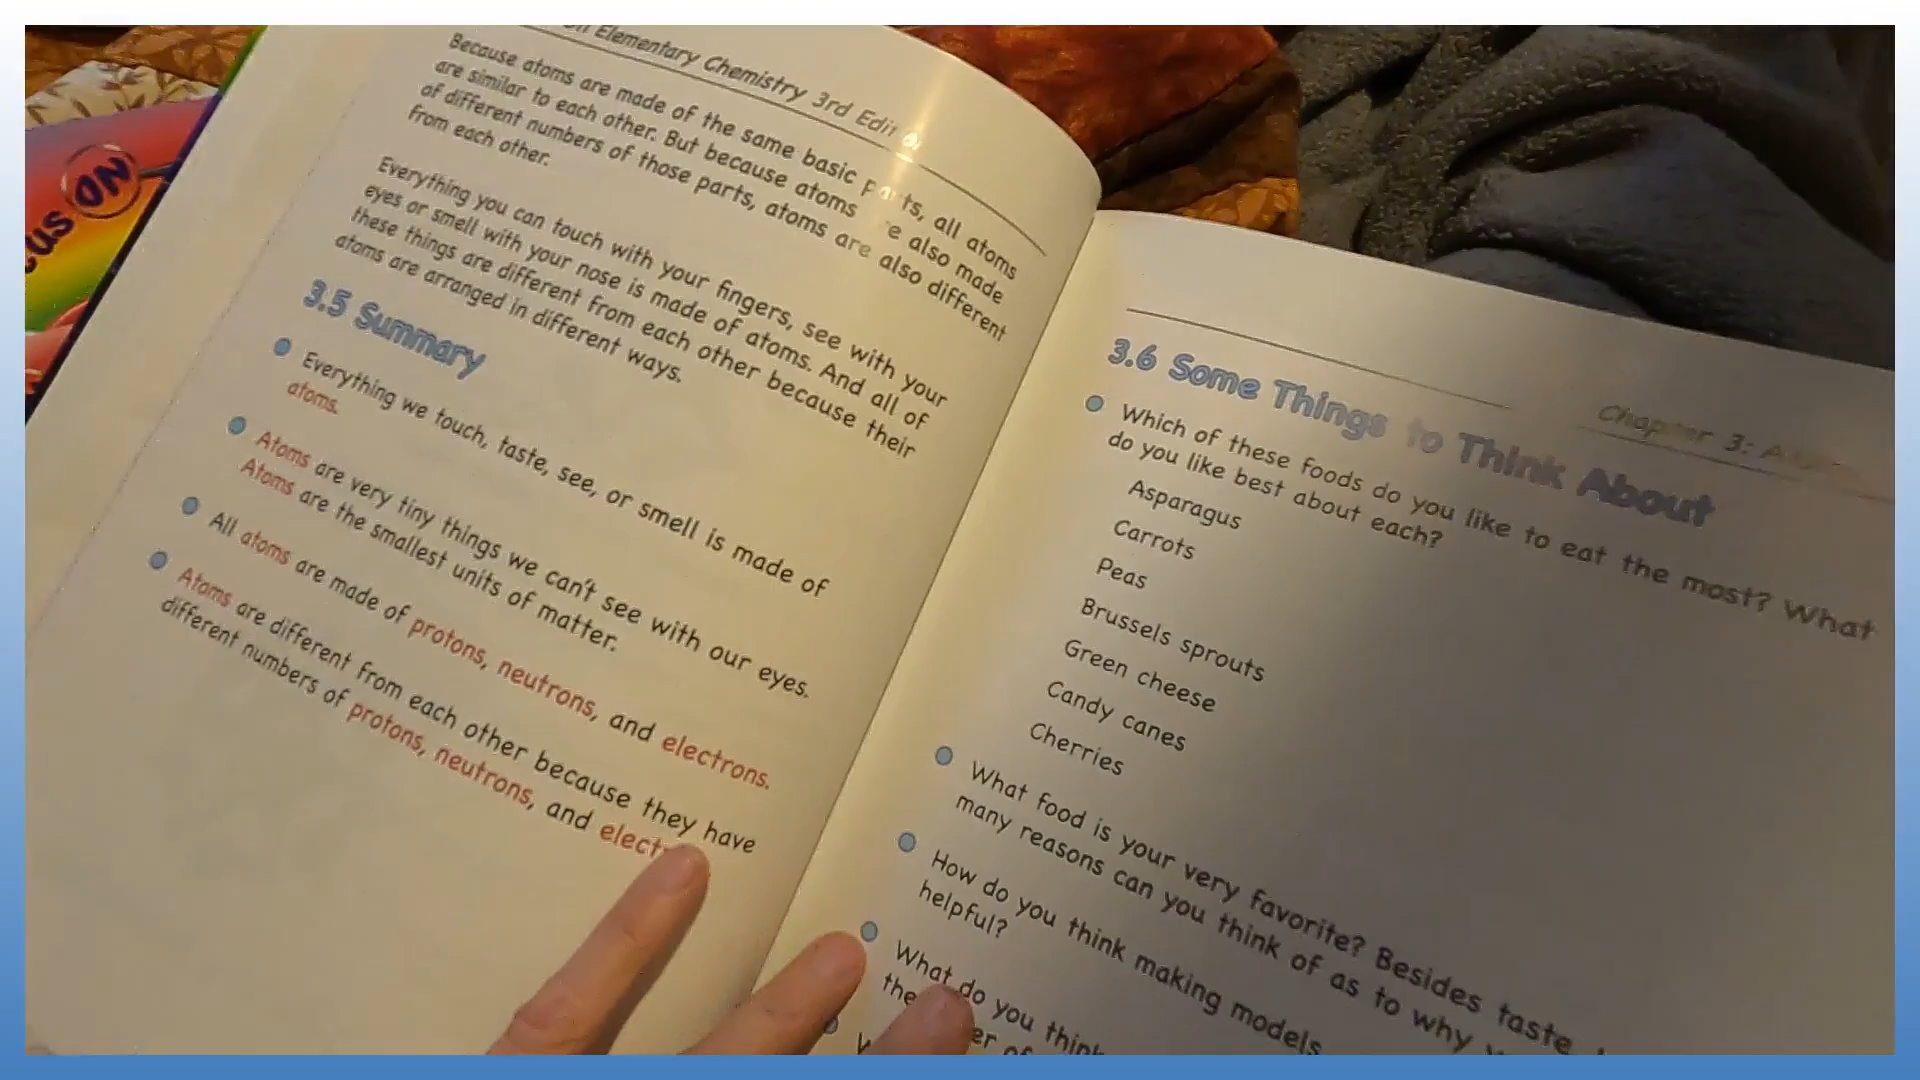 us ON
Elementary Chemistry 3rd Edit
Because atoms are made of the same basic parts, all atoms
are similar to each other. But because atoms are also made
of different numbers of those parts, atoms are also different
from each other.
Everything you can touch with your fingers, see with your
eyes or smell with your nose is made of atoms. And all of
these things are different from each other because their
atoms are arranged in different ways.
3.5 Summary
Everything we touch, taste, see, or smell is made of
atoms.
Atoms are very tiny things we can't see with our eyes.
Atoms are the smallest units of matter.
All atoms are made of protons, neutrons, and electrons.
Atoms are different from each other because they have
different numbers of protons, neutrons, and elect
Chapter 3:
3.6 Some Things to Think About
Which of these foods do you like to eat the most? What
do you like best about each?
Asparagus
Carrots
Peas
Brussels sprouts
Green cheese
Candy canes
Cherries
What food is your very favorite? Besides taste,
many reasons can you think of as to why
How do you think making models
helpful?
What do you think
the of